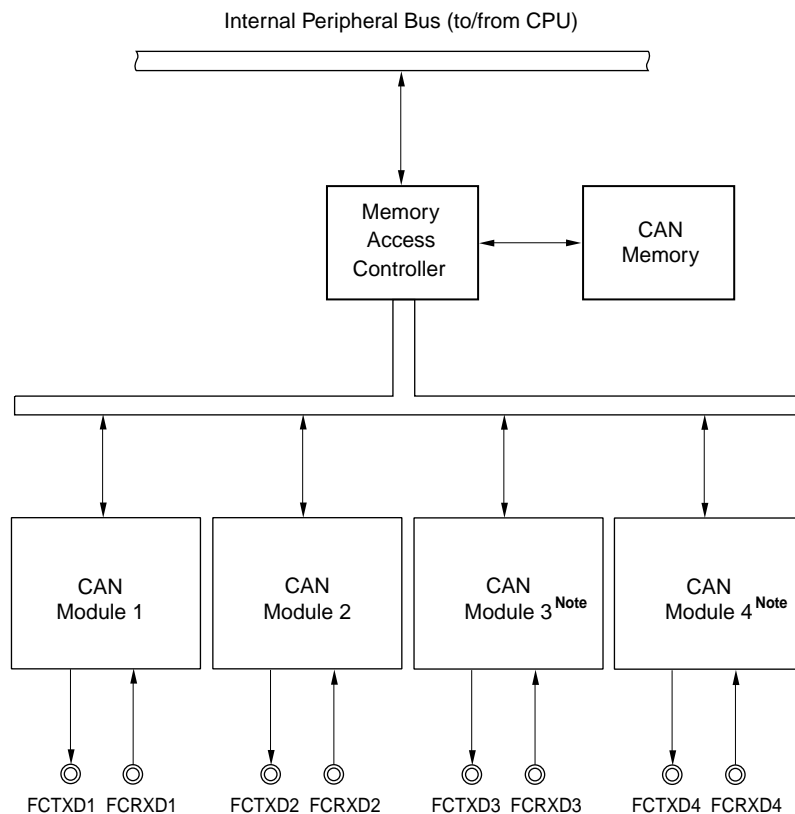 Internal Peripheral Bus (to/from CPU)
Memory
Access
Controller
CAN
Memory
CAN
Module 1
CAN
Module 2
CAN
Module 3 Note
CAN
Module 4 Note
FCTXD1 FCRXD1 FCTXD2 FCRXD2 FCTXD3 FCRXD3 FCTXD4 FCRXD4